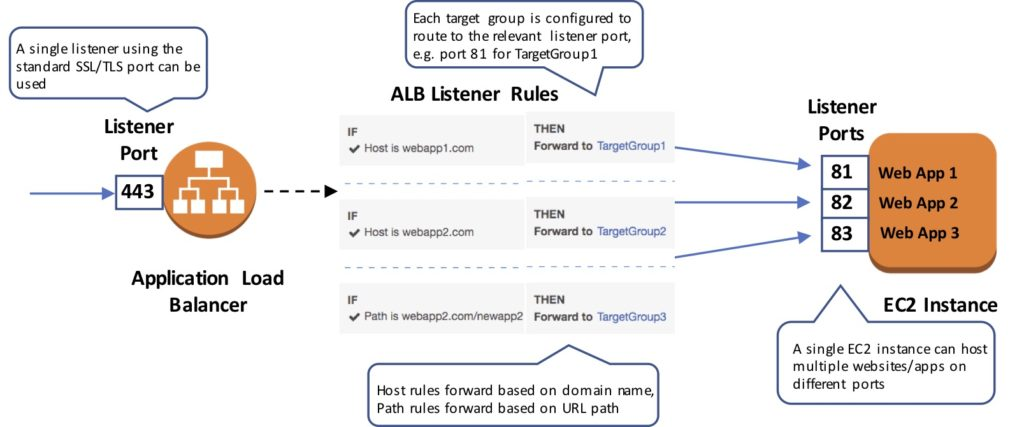 A single listener using the
standard SSL/TLS port can be
used
Each target group is configured to
route to the relevant listener port,
e.g. port 81 for TargetGroup1
ALB Listener Rules
Listener
Port
443
Application Load
Balancer
IF
✔ Host is webapp1.com
THEN
Forward to TargetGroup1
IF
✔ Host is webapp2.com
THEN
Forward to TargetGroup2
IF
✔ Path is webapp2.com/newapp2
THEN
Forward to TargetGroup3
Host rules forward based on domain name,
Path rules forward based on URL path
Listener
Ports
81 Web App 1
82 Web App 2
83 Web App 3
EC2 Instance
A single EC2 instance can host
multiple websites/apps on
different ports